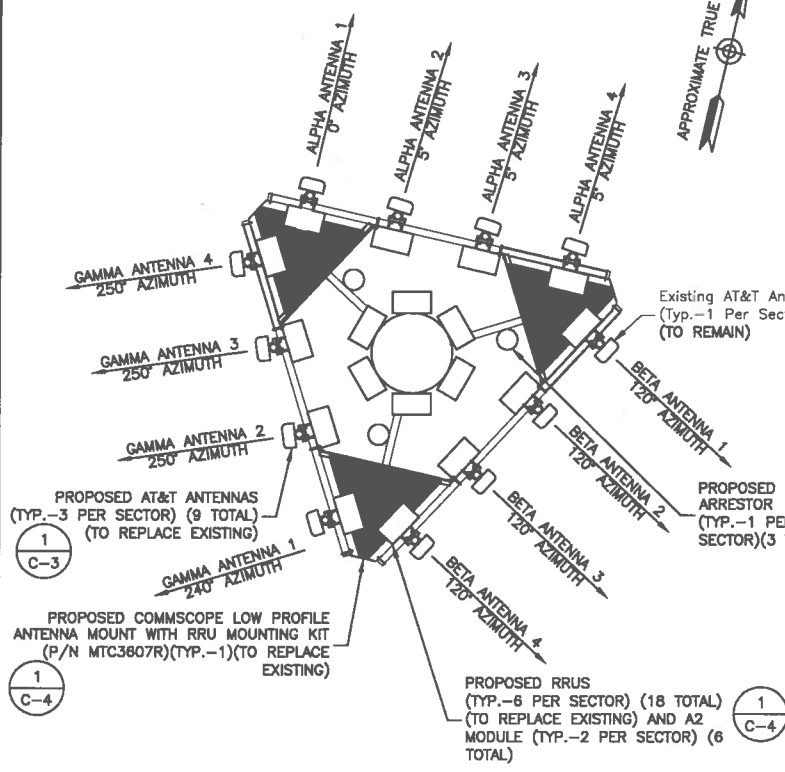 ALPHA ANTENNA 1
0° AZIMUTH
ALPHA ANTENNA 2
5° AZIMUTH
ALPHA ANTENNA 3
5° AZIMUTH
ALPHA ANTENNA 4
5° AZIMUTH
APPROXIMATE TRUE
GAMMA ANTENNA 4
250° AZIMUTH
Existing AT&T An
(Typ.-1 Per Sec
(TO REMAIN)
GAMMA ANTENNA 3
250° AZIMUTH
BETA ANTENNA 1
120° AZIMUTH
GAMMA ANTENNA 2
250° AZIMUTH
BETA ANTENNA 2
120° AZIMUTH
PROPOSED AT&T ANTENNAS
(TYP.-3 PER SECTOR) (9 TOTAL)
(TO REPLACE EXISTING)
1
C-3
PROPOSED
ARRESTOR
(TYP.-1 PE
SECTOR)(3
BETA ANTENNA 3
120° AZIMUTH
GAMMA ANTENNA 1
240° AZIMUTH
BETA ANTENNA 4
120° AZIMUTH
PROPOSED COMMSCOPE LOW PROFILE
ANTENNA MOUNT WITH RRU MOUNTING KIT
(P/N MTC3607R)(TYP.-1)(TO REPLACE
EXISTING)
1
C-4
PROPOSED RRUS
(TYP.-6 PER SECTOR) (18 TOTAL)
(TO REPLACE EXISTING) AND A2
MODULE (TYP.-2 PER SECTOR) (6
TOTAL)
1
C-4